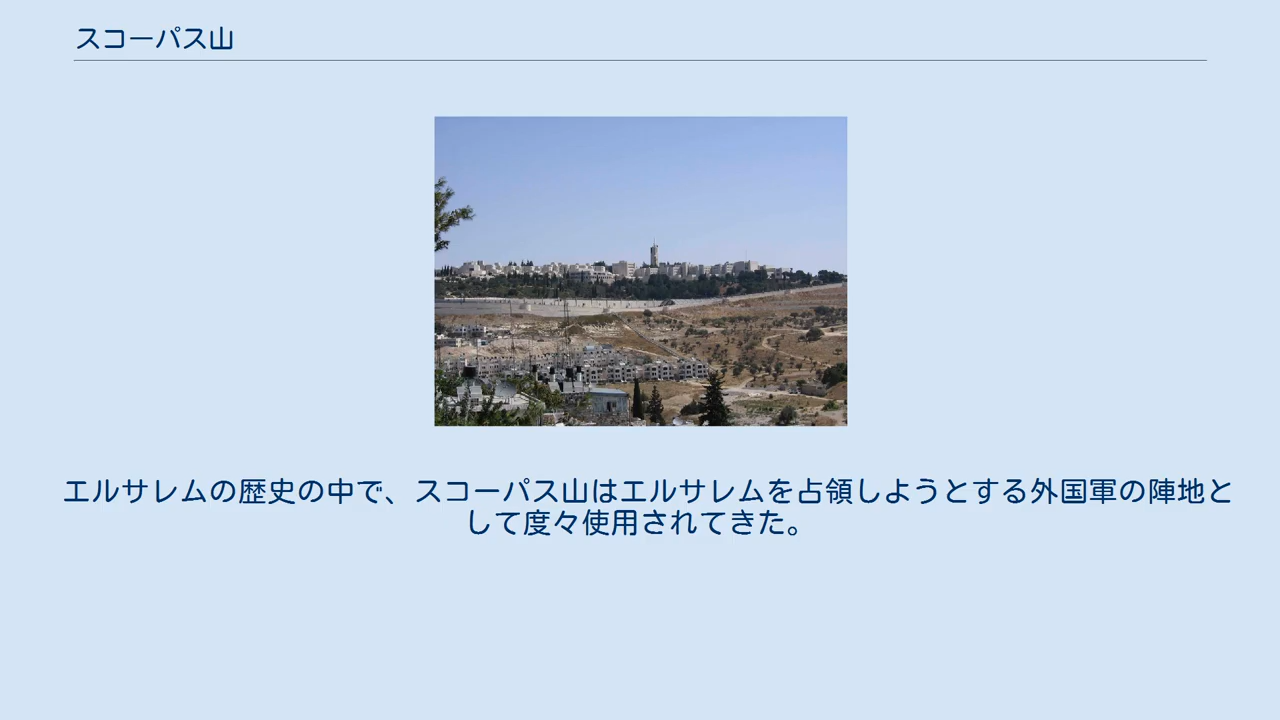 スコーパス山
エルサレムの歴史の中で、スコーパス山はエルサレムを占領しようとする外国軍の陣地と
して度々使用されてきた。